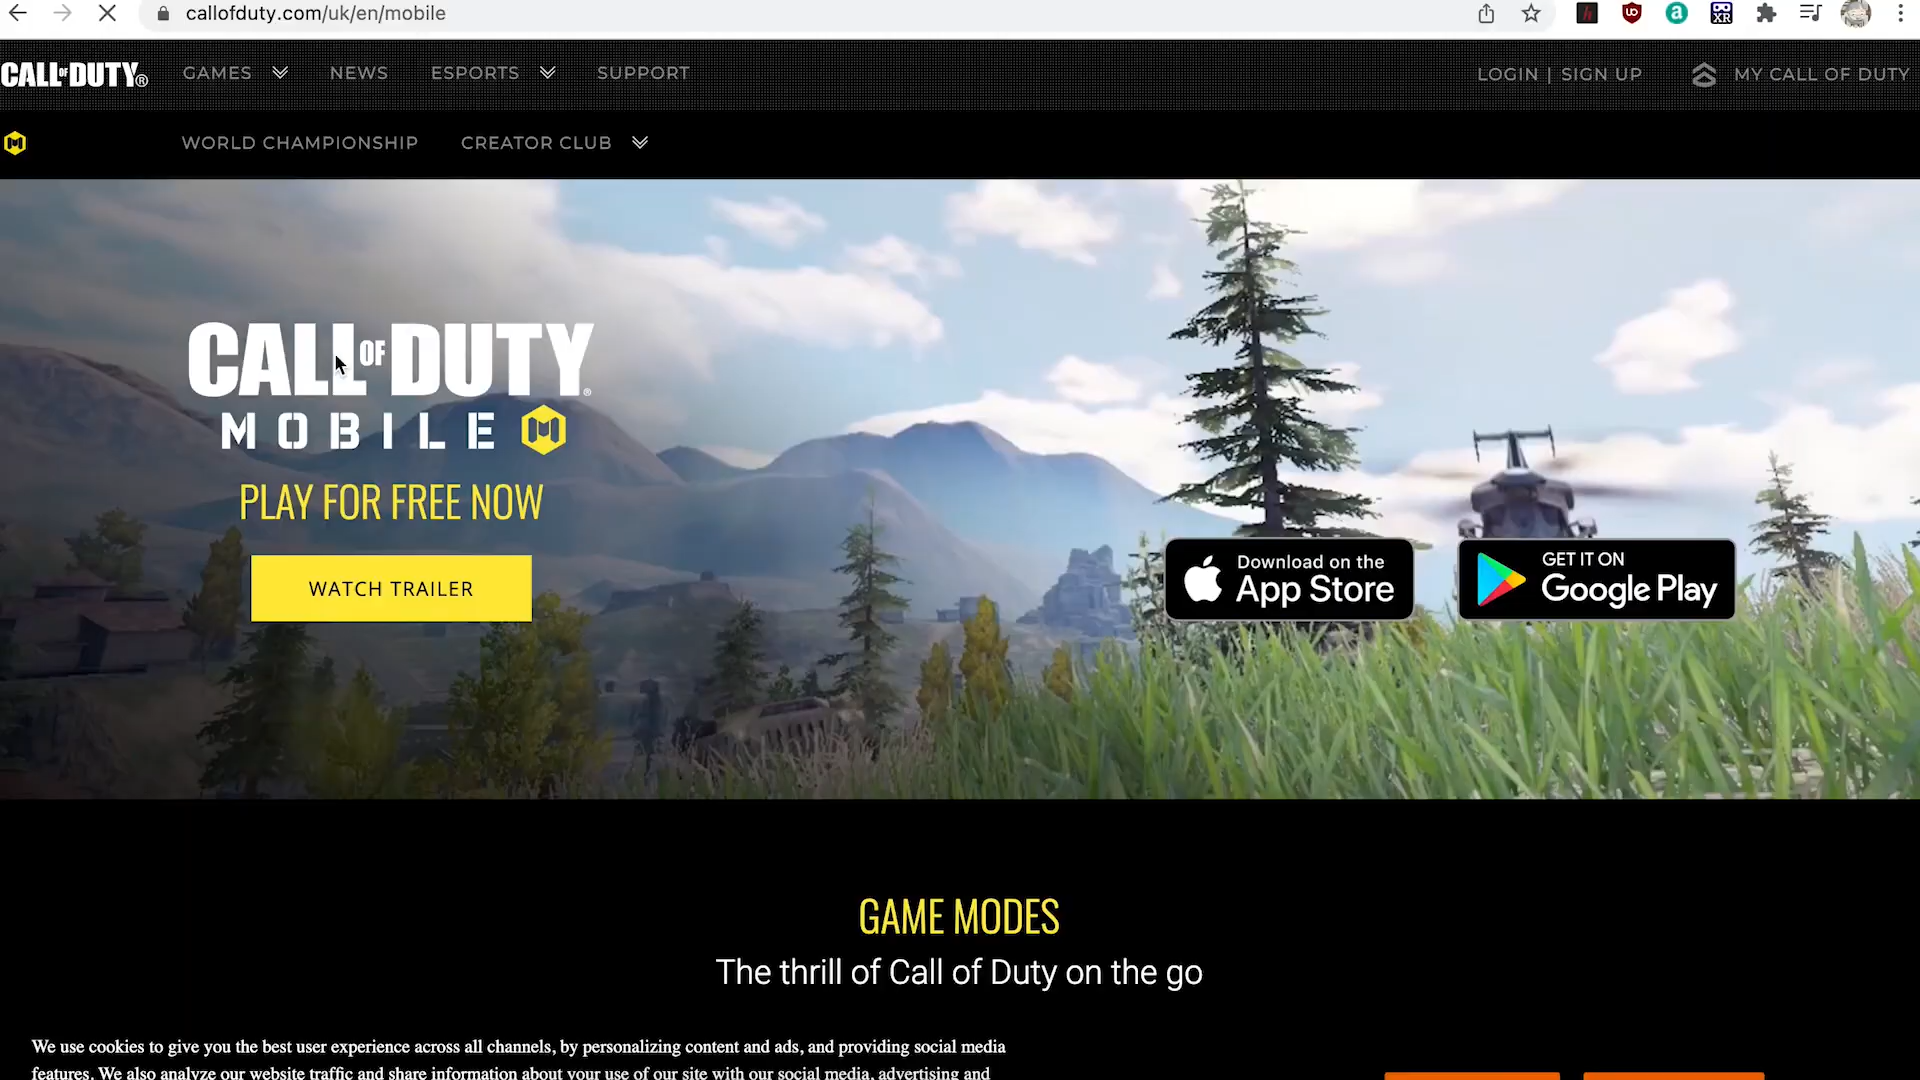 callofduty.com/uk/en/mobile
CALL OF DUTY®
GAMES
NEWS
ESPORTS
SUPPORT
LOGIN | SIGN UP
MY CALL OF DUTY
WORLD CHAMPIONSHIP
CREATOR CLUB
CALL OF DUTY®
MOBILE
PLAY FOR FREE NOW
WATCH TRAILER
Download on the
App Store
GET IT ON
Google Play
GAME MODES
The thrill of Call of Duty on the go
We use cookies to give you the best user experience across all channels, by personalizing content and ads, and providing social media
features. We also analyze our website traffic and share information about your use of our site with our social media, advertising and